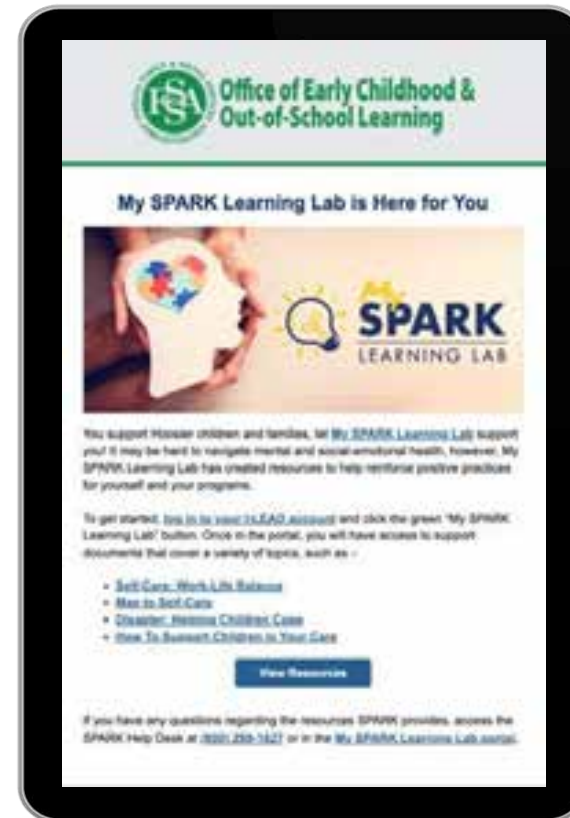 Office of Early Childhood &
Out-of-School Learning
My SPARK Learning Lab is Here for You
My
SPARK
LEARNING LAB
You support Hoosier children and families, let My SPARK Learning Lab support
you! It may be hard to navigate mental and social-emotional health, however, My
SPARK Learning Lab has created resources to help reinforce positive practices
for yourself and your programs.
To get started, log in to your I-LEAD account and click the green "My SPARK
Learning Lab" button. Once in the portal, you will have access to support
documents that cover a variety of topics, such as –
Self-Care: Work-Life Balance
Map to Self-Care
Disaster: Helping Children Cope
How To Support Children in Your Care
View Resources
If you have any questions regarding the resources SPARK provides, access the
SPARK Help Desk at or in the My SPARK Learning Lab portal.